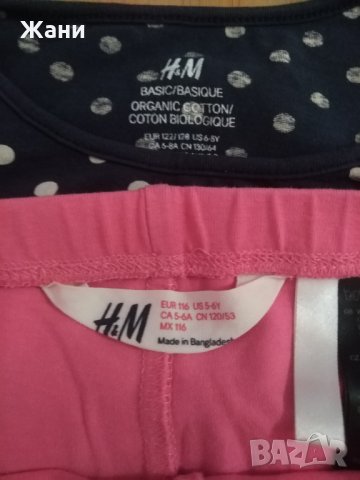 Жани
H&M
BASIC/BASIQUE
ORGANIC COTTON/
COTON BIOLOGIQUE
EUR 122/128 US 6-8Y
CA 6-8A CN 130/64
H&M
EUR 116 US 5-6Y
CA 5-6A CN 120/53
MX 116
Made in Bangladesh
BAZAR